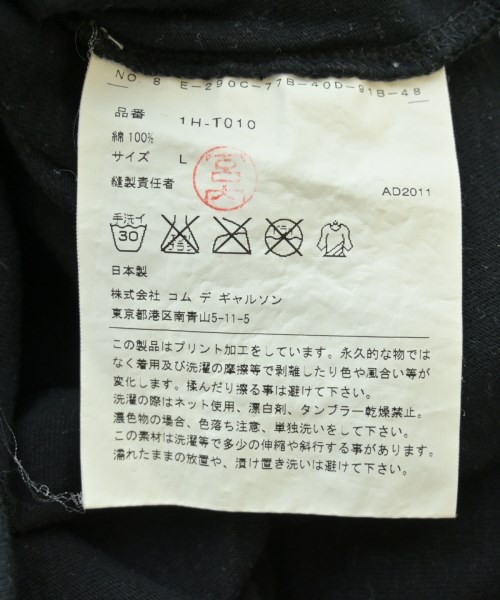 NO 8 E-290C-77B-40D-91B-48
品番 1H-T010
綿 100%
サイズ L
縫製責任者
AD2011
手洗イ
30
日本製
株式会社 コム デ ギャルソン
東京都港区南青山5-11-5
この製品はプリント加工をしています。永久的な物では
なく着用及び洗濯の摩擦等で剥離したり色や風合い等が
変化します。揉んだり擦る事は避けて下さい。
洗濯の際はネット使用、漂白剤、タンブラー乾燥禁止。
濃色物の場合、色落ち注意、単独洗いをして下さい。
この素材は洗濯等で多少の伸縮や斜行する事があります。
濡れたままの放置や、漬け置き洗いは避けて下さい。